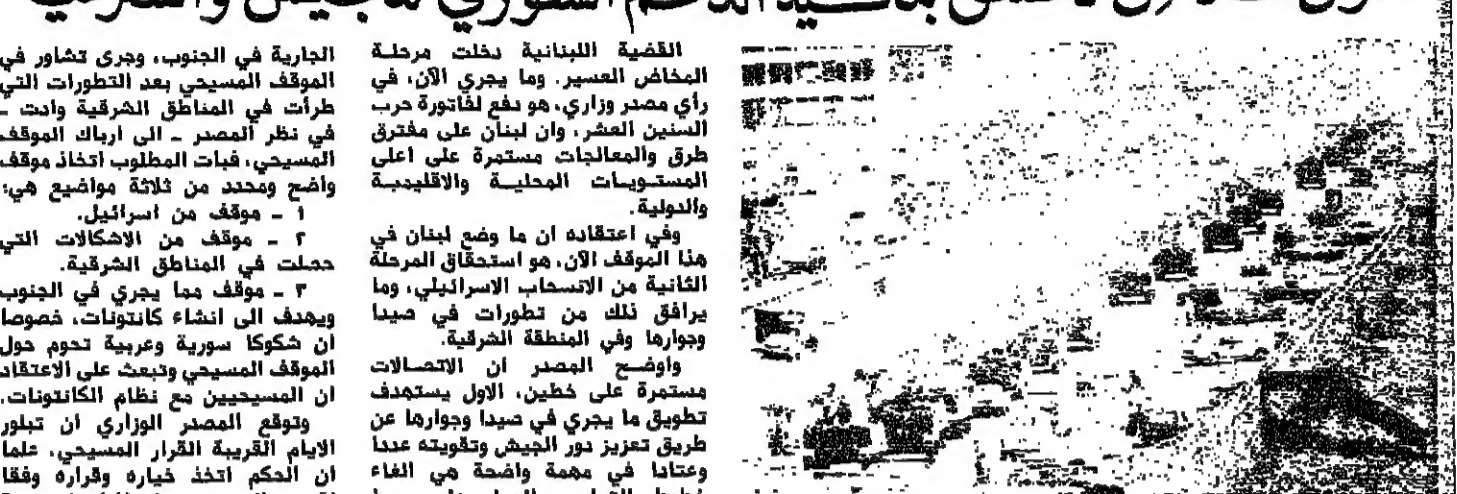 بتأكيد الدعم السوري للجيش والشرعية
القضية اللبنانية دخلت مرحلة
المخاض العسير. وما يجري الآن، في
رأي مصدر وزاري، هو دفع لفاتورة حرب
السنين العشر، وان لبنان على مفترق
طرق والمعالجات مستمرة على اعلى
المستويات المحلية والاقليمية
والدولية.
وفي اعتقاده ان ما وضع لبنان في
هذا الموقف الآن، هو استحقاق المرحلة
الثانية من الانسحاب الاسرائيلي، وما
يرافق ذلك من تطورات في صيدا
وجوارها وفي المنطقة الشرقية.
وأوضح المصدر ان الاتصالات
مستمرة على خطين، الاول يستهدف
تطويق ما يجري في صيدا وجوارها عن
طريق تعزيز دور الجيش وتقويته عددا
وعتادا في مهمة واضحة هي الغاء
الجارية في الجنوب، وجرى تشاور في
الموقف المسيحي بعد التطورات التي
طرأت في المناطق الشرقية وادت ـ
في نظر المصدر ـ الى ارباك الموقف
المسيحي، فبات المطلوب اتخاذ موقف
واضح ومحدد من ثلاثة مواضيع هي:
١ ـ موقف من اسرائيل.
٢ ـ موقف من الاشكالات التي
حصلت في المناطق الشرقية.
٣ ـ موقف مما يجري في الجنوب
ويهدف الى انشاء كانتونات، خصوصا
ان شكوكا سورية وعربية تحوم حول
الموقف المسيحي وتبعث على الاعتقاد
ان المسيحيين مع نظام الكانتونات.
وتوقع المصدر الوزاري ان تبلور
الايام القريبة القرار المسيحي، علما
ان الحكم اتخذ خياره وقراره وفقا